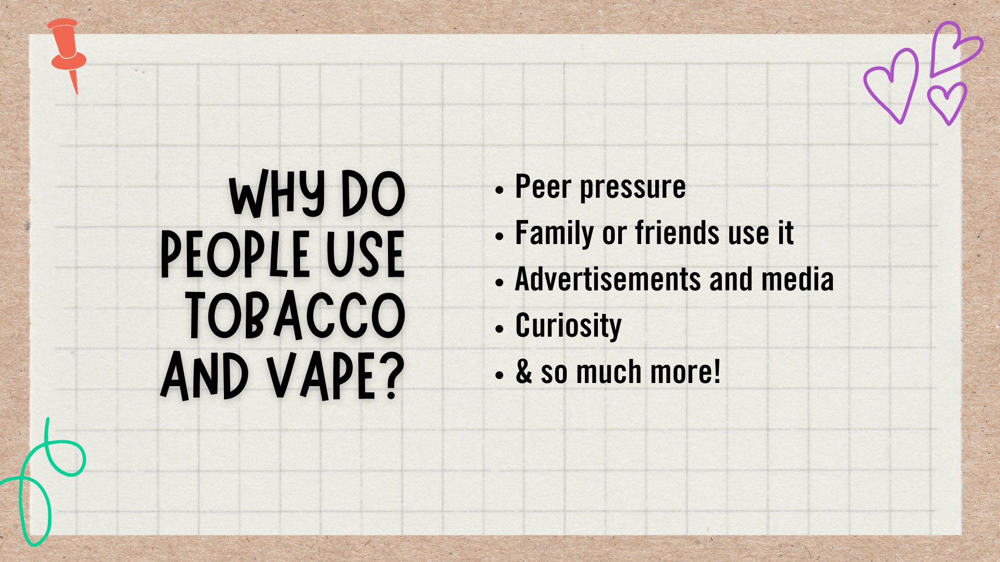 WHY DO
PEOPLE USE
TOBACCO
AND VAPE?
• Peer pressure
• Family or friends use it
• Advertisements and media
• Curiosity
• & so much more!